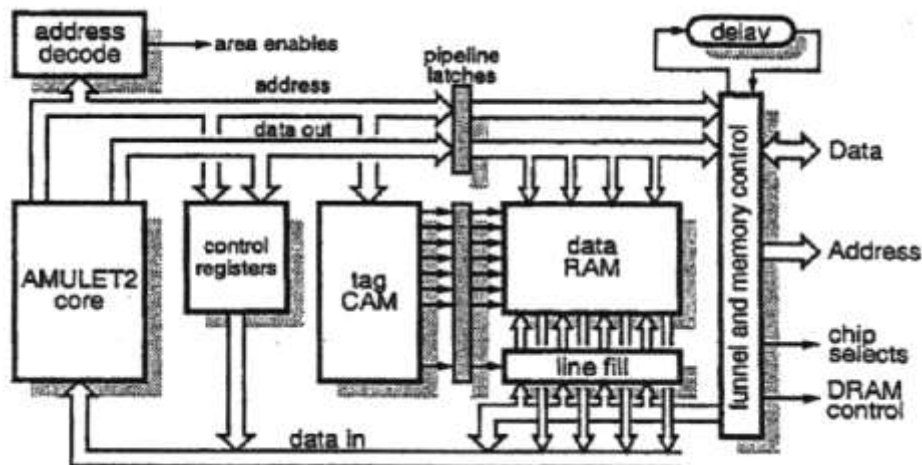 address
decode
area enables
pipeline
latches
delay
address
data out
AMULET2
core
control
registers
tag
CAM
data
RAM
line fill
funnel and memory control
Data
Address
chip
selects
DRAM
control
data in